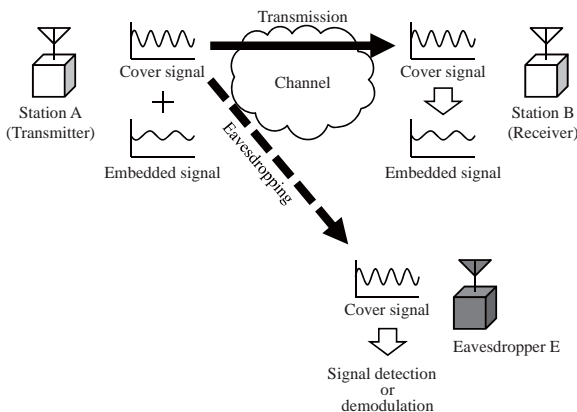 Transmission
Cover signal
Channel
Cover signal
Station A
(Transmitter)
Station B
(Receiver)
Embedded signal
Eavesdropping
Embedded signal
Cover signal
Eavesdropper E
Signal detection
or
demodulation